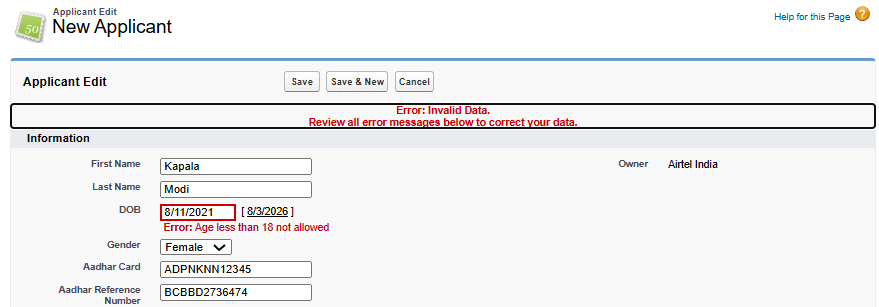 Applicant Edit
New Applicant
Help for this Page ?
50
Applicant Edit Save Save & New Cancel
Error: Invalid Data.
Review all error messages below to correct your data.
Information
First Name Kapala Owner Airtel India
Last Name Modi
DOB 8/11/2021 [ 8/3/2026 ]
Error: Age less than 18 not allowed
Gender Female
Aadhar Card ADPNKNN12345
Aadhar Reference Number BCBBD2736474